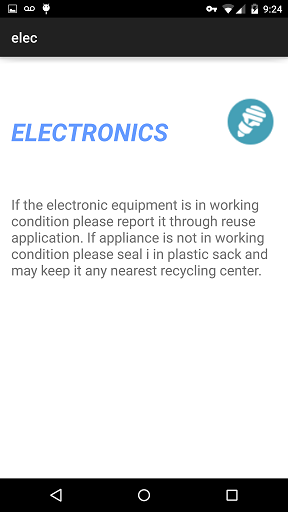 9:24
elec
ELECTRONICS
If the electronic equipment is in working
condition please report it through reuse
application. If appliance is not in working
condition please seal i in plastic sack and
may keep it any nearest recycling center.